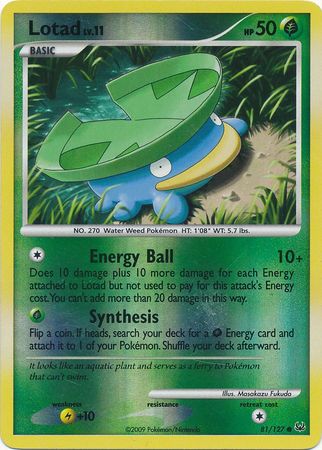 Lotad LV.11 HP 50
BASIC
NO. 270 Water Weed Pokémon HT: 1'08" WT: 5.7 lbs.
Energy Ball 10+
Does 10 damage plus 10 more damage for each Energy
attached to Lotad but not used to pay for this attack's Energy
cost. You can't add more than 20 damage in this way.
Synthesis
Flip a coin. If heads, search your deck for a Energy card and
attach it to 1 of your Pokémon. Shuffle your deck afterward.
It looks like an aquatic plant and serves as a ferry to Pokémon
that can't swim.
Illus. Masakazu Fukuda
weakness resistance retreat cost
+10
©2009 Pokémon/Nintendo 81/127